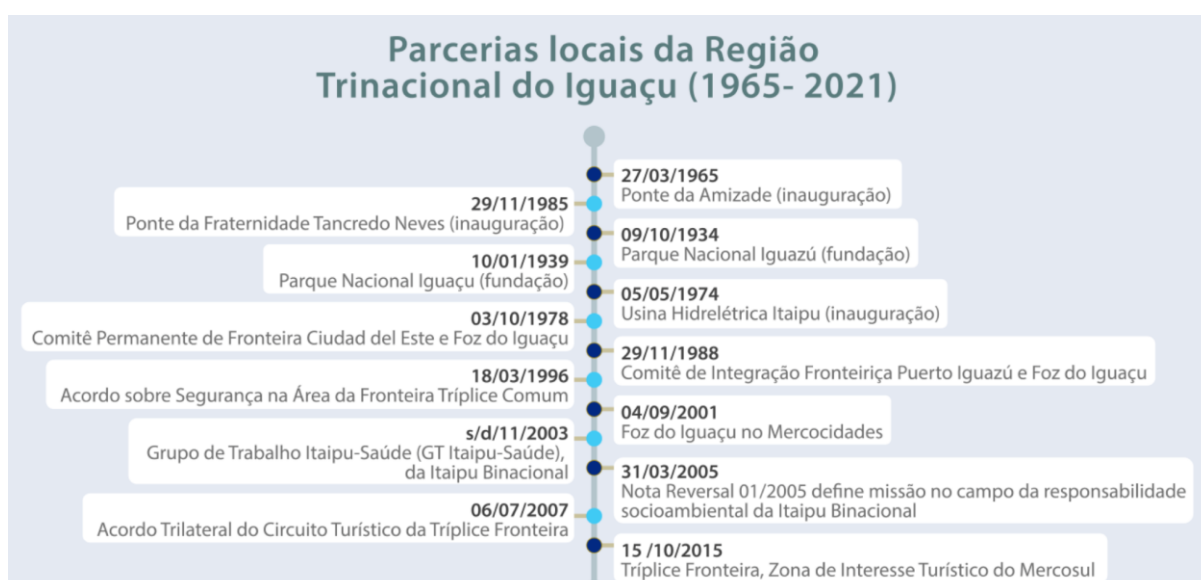 Parcerias locais da Região
Trinacional do Iguaçu (1965- 2021)
27/03/1965
Ponte da Amizade (inauguração)
29/11/1985
Ponte da Fraternidade Tancredo Neves (inauguração)
09/10/1934
Parque Nacional Iguazú (fundação)
10/01/1939
Parque Nacional Iguaçu (fundação)
05/05/1974
Usina Hidrelétrica Itaipu (inauguração)
03/10/1978
Comitê Permanente de Fronteira Ciudad del Este e Foz do Iguaçu
29/11/1988
Comitê de Integração Fronteiriça Puerto Iguazú e Foz do Iguaçu
18/03/1996
Acordo sobre Segurança na Área da Fronteira Tríplice Comum
04/09/2001
Foz do Iguaçu no Mercocidades
s/d/11/2003
Grupo de Trabalho Itaipu-Saúde (GT Itaipu-Saúde),
da Itaipu Binacional
31/03/2005
Nota Reversal 01/2005 define missão no campo da responsabilidade
socioambiental da Itaipu Binacional
06/07/2007
Acordo Trilateral do Circuito Turístico da Tríplice Fronteira
15 /10/2015
Tríplice Fronteira, Zona de Interesse Turístico do Mercosul